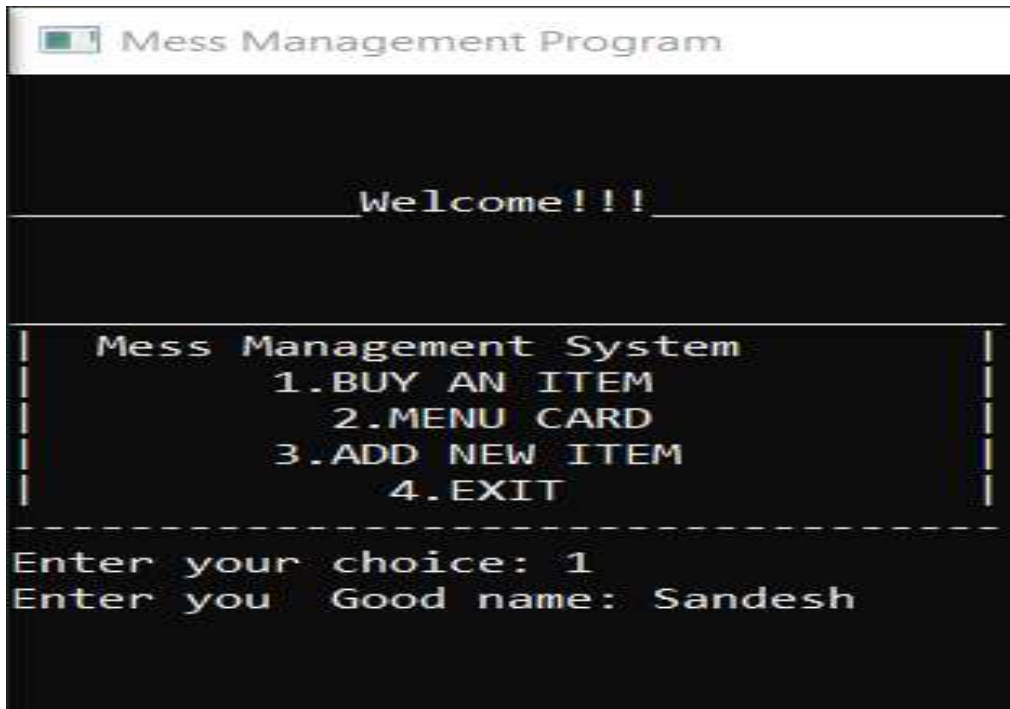 Mess Management Program
Welcome!!!
Mess Management System
1.BUY AN ITEM
2.MENU CARD
3.ADD NEW ITEM
4.EXIT
Enter your choice: 1
Enter you  Good name: Sandesh